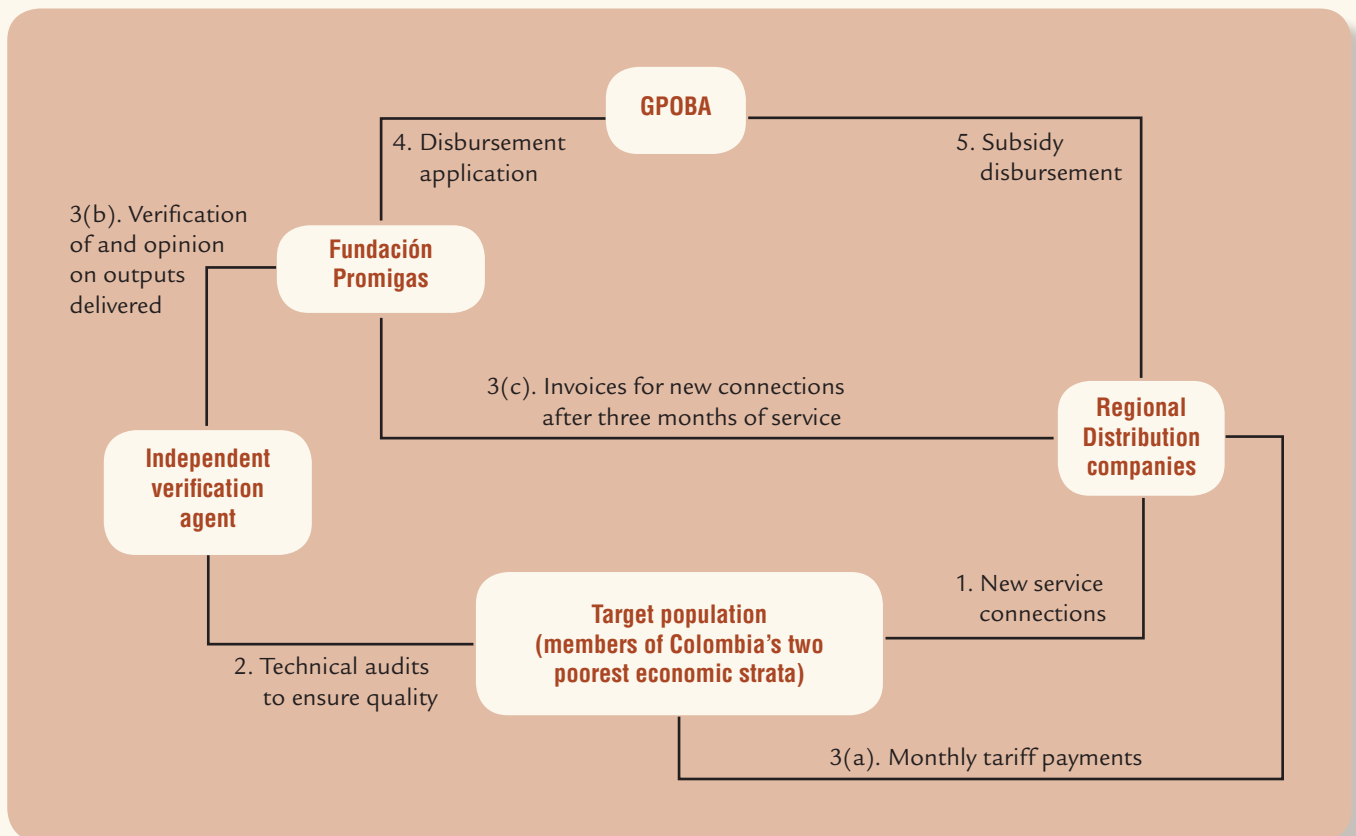 GPOBA
4. Disbursement
application
5. Subsidy
disbursement
3(b). Verification
of and opinion
on outputs
delivered
Fundación
Promigas
3(c). Invoices for new connections
after three months of service
Regional
Distribution
companies
Independent
verification
agent
1. New service
connections
Target population
(members of Colombia's two
poorest economic strata)
2. Technical audits
to ensure quality
3(a). Monthly tariff payments